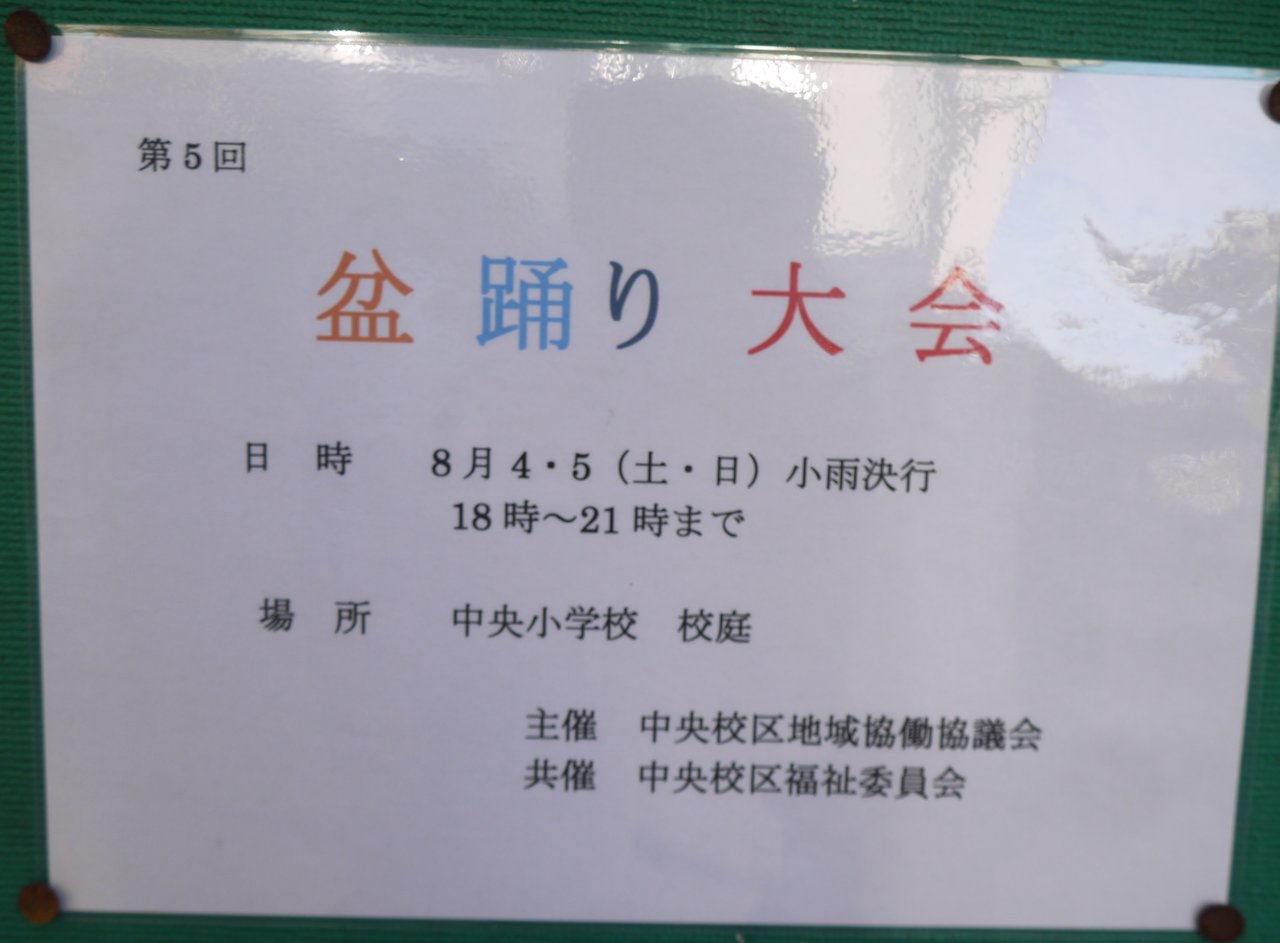 第5回
盆 踊り 大 会
日 時 8月4・5（土・日）小雨決行
18時～21時まで
場 所 中央小学校 校庭
主催 中央校区地域協働協議会
共催 中央校区福祉委員会